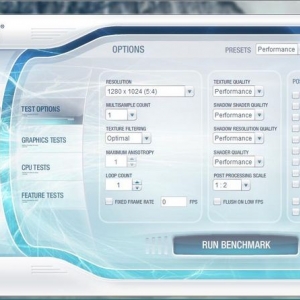 OPTIONS
PRESETS Performance
TEST OPTIONS
GRAPHICS TESTS
CPU TESTS
FEATURE TESTS
RESOLUTION
1280 x 1024 (5:4)
MULTISAMPLE COUNT
1
TEXTURE FILTERING
Optimal
MAXIMUM ANISOTROPY
1
LOOP COUNT
1
FIXED FRAME RATE 0 FPS
TEXTURE QUALITY
Performance
SHADOW SHADER QUALITY
Performance
SHADOW RESOLUTION QUALITY
Performance
SHADER QUALITY
Performance
POST PROCESSING SCALE
1 : 2
FLUSH ON LOW FPS
RUN BENCHMARK